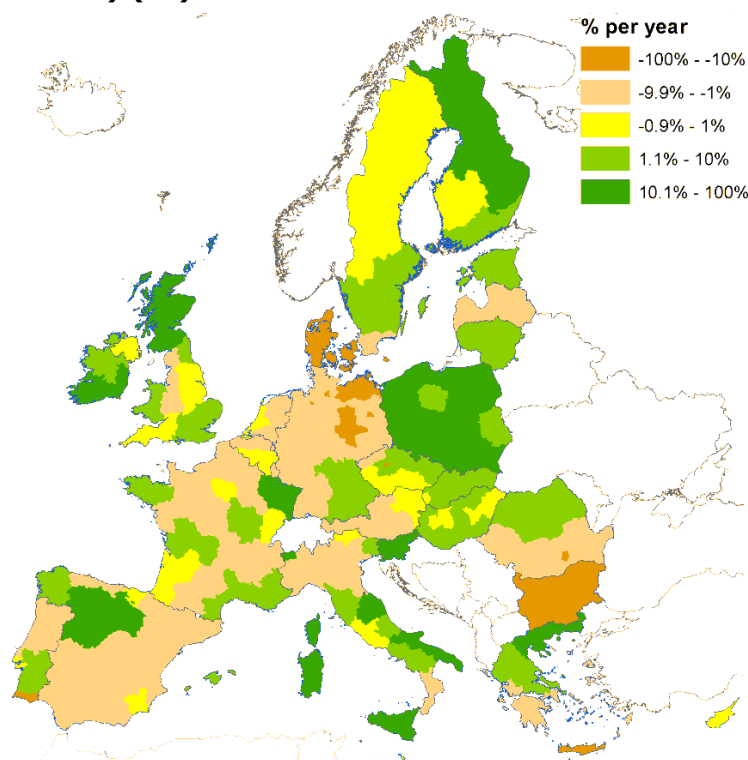 % per year
-100% - -10%
-9.9% - -1%
-0.9% - 1%
1.1% - 10%
10.1% - 100%